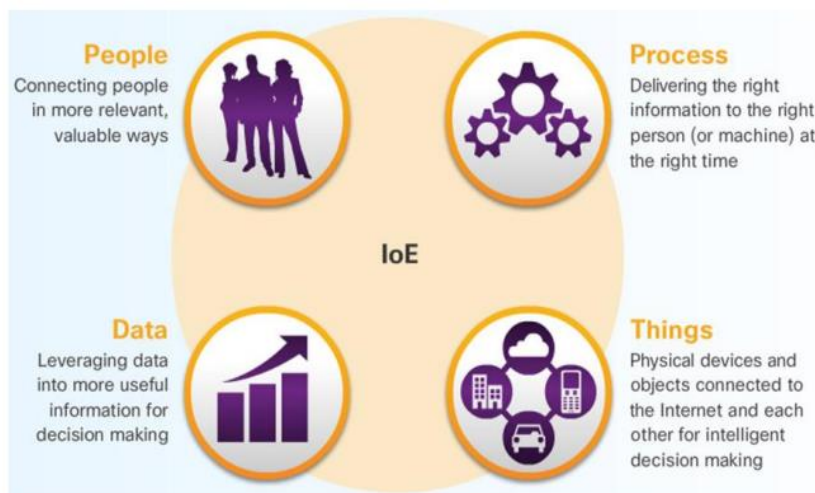 People
Connecting people
in more relevant,
valuable ways
Process
Delivering the right
information to the right
person (or machine) at
the right time
IoE
Data
Leveraging data
into more useful
information for
decision making
Things
Physical devices and
objects connected to
the Internet and each
other for intelligent
decision making